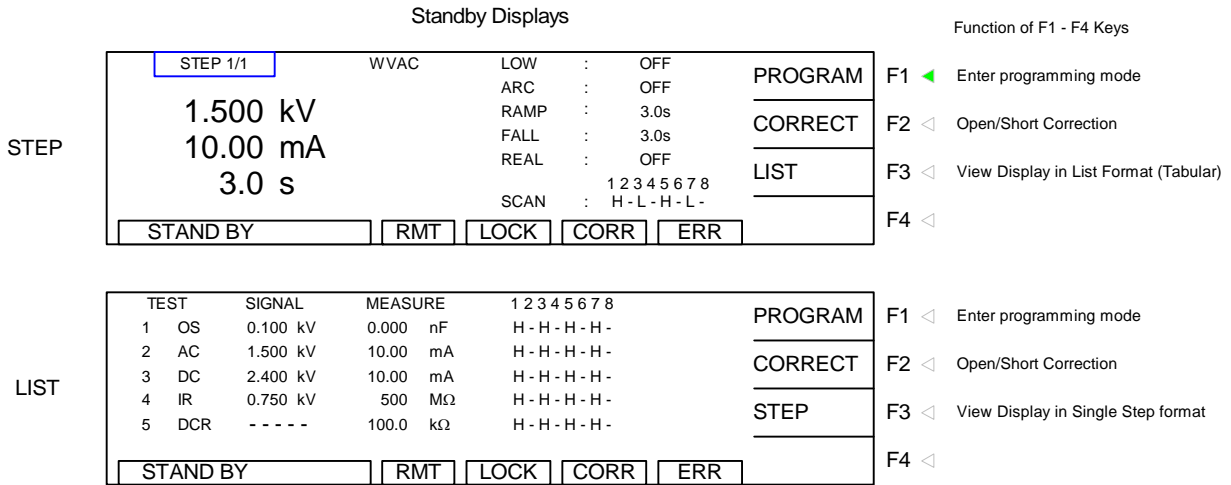 Standby Displays
Function of F1 - F4 Keys
STEP
STEP 1/1 WVAC LOW : OFF
ARC : OFF
1.500 kV RAMP : 3.0s
FALL : 3.0s
10.00 mA REAL : OFF
3.0 s 1 2 3 4 5 6 7 8
SCAN : H - L - H - L -
STAND BY RMT LOCK CORR ERR
PROGRAM F1 Enter programming mode
CORRECT F2 Open/Short Correction
LIST F3 View Display in List Format (Tabular)
F4
LIST
TEST SIGNAL MEASURE 1 2 3 4 5 6 7 8
1 OS 0.100 kV 0.000 nF H - H - H - H -
2 AC 1.500 kV 10.00 mA H - H - H - H -
3 DC 2.400 kV 10.00 mA H - H - H - H -
4 IR 0.750 kV 500 MΩ H - H - H - H -
5 DCR - - - - - 100.0 kΩ H - H - H - H -
STAND BY RMT LOCK CORR ERR
PROGRAM F1 Enter programming mode
CORRECT F2 Open/Short Correction
STEP F3 View Display in Single Step format
F4